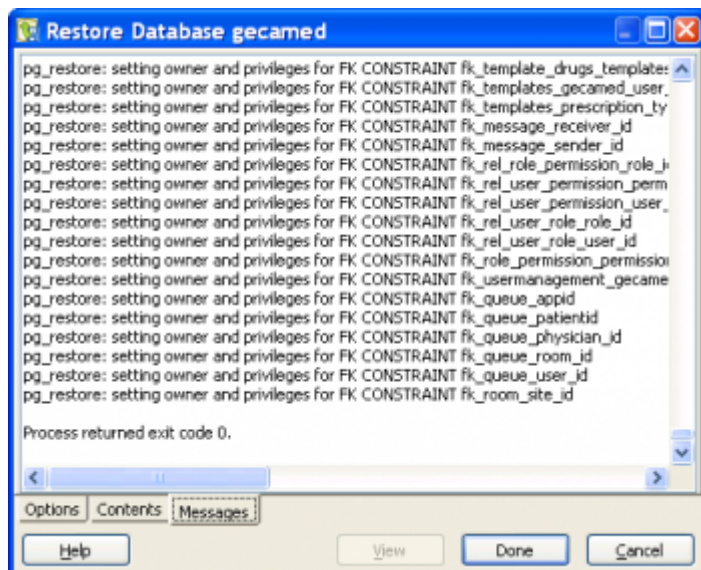 Restore Database gecamed
pg_restore: setting owner and privileges for FK CONSTRAINT fk_template_drugs_templates
pg_restore: setting owner and privileges for FK CONSTRAINT fk_templates_gecamed_user_
pg_restore: setting owner and privileges for FK CONSTRAINT fk_templates_prescription_ty
pg_restore: setting owner and privileges for FK CONSTRAINT fk_message_receiver_id
pg_restore: setting owner and privileges for FK CONSTRAINT fk_message_sender_id
pg_restore: setting owner and privileges for FK CONSTRAINT fk_rel_role_permission_role_i
pg_restore: setting owner and privileges for FK CONSTRAINT fk_rel_user_permission_perm
pg_restore: setting owner and privileges for FK CONSTRAINT fk_rel_user_permission_user_
pg_restore: setting owner and privileges for FK CONSTRAINT fk_rel_user_role_role_id
pg_restore: setting owner and privileges for FK CONSTRAINT fk_rel_user_role_user_id
pg_restore: setting owner and privileges for FK CONSTRAINT fk_role_permission_permission
pg_restore: setting owner and privileges for FK CONSTRAINT fk_usermanagement_gecame
pg_restore: setting owner and privileges for FK CONSTRAINT fk_queue_appid
pg_restore: setting owner and privileges for FK CONSTRAINT fk_queue_patientid
pg_restore: setting owner and privileges for FK CONSTRAINT fk_queue_physician_id
pg_restore: setting owner and privileges for FK CONSTRAINT fk_queue_room_id
pg_restore: setting owner and privileges for FK CONSTRAINT fk_queue_user_id
pg_restore: setting owner and privileges for FK CONSTRAINT fk_room_site_id
Process returned exit code 0.
Options Contents Messages
Help View Done Cancel